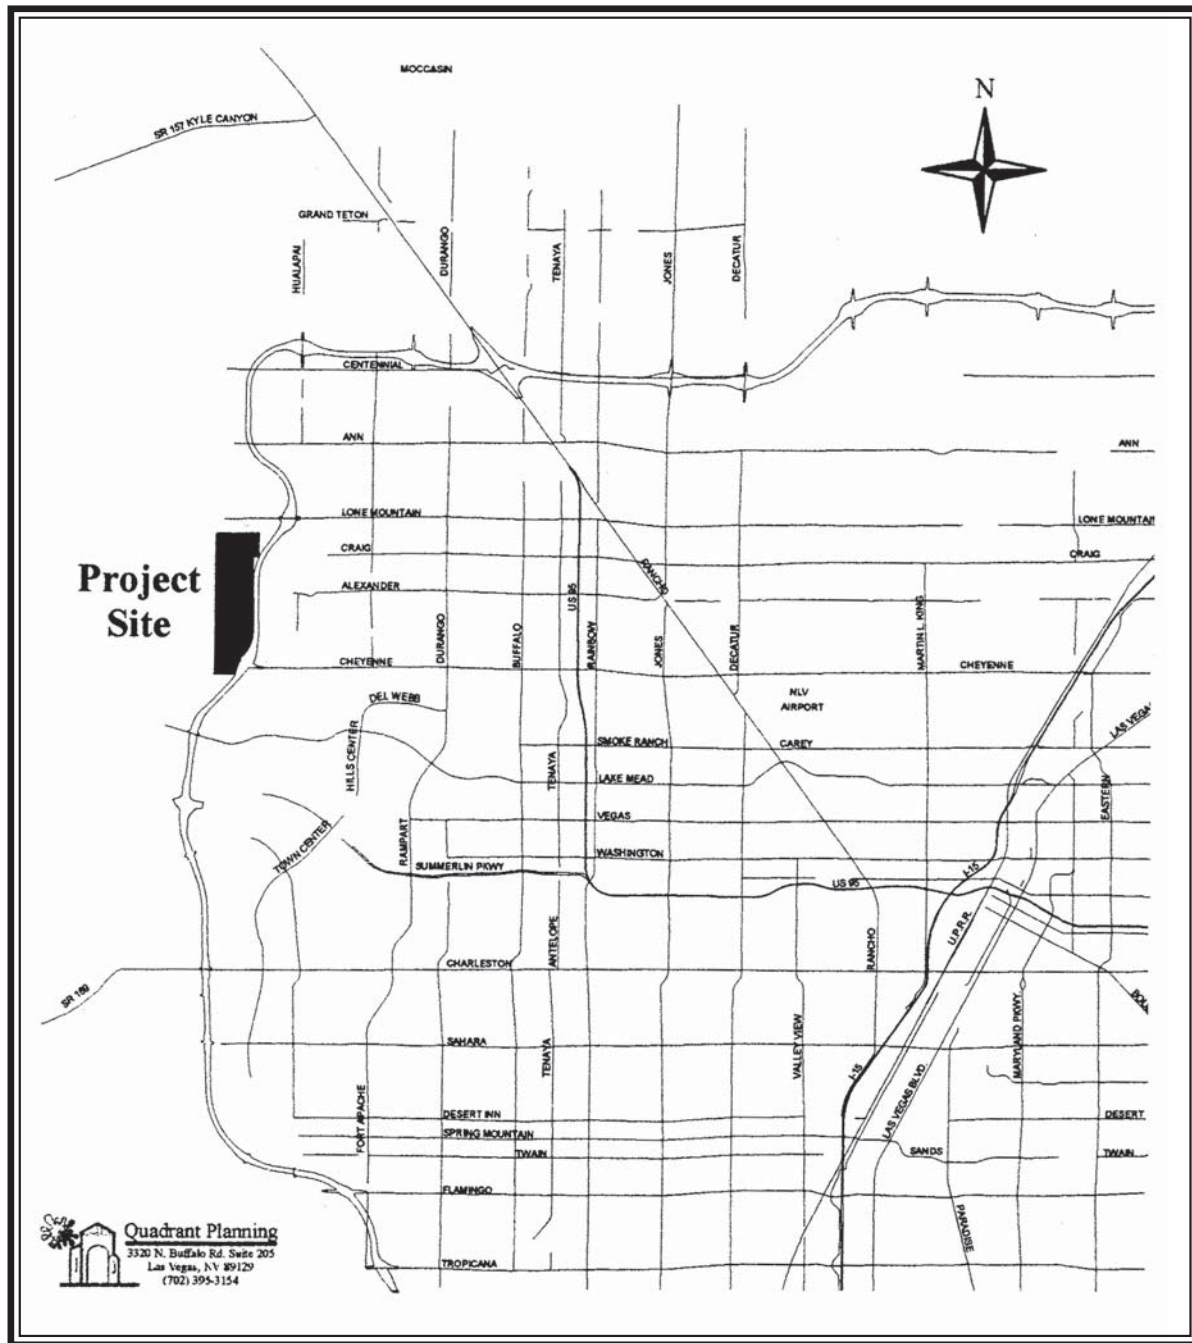 MOCCASIN
N
SR 157 KYLE CANYON
GRAND TETON
HUALAPAI
DURANGO
TENAYA
JONES
DECATUR
CENTENNIAL
ANN
ANN
LONE MOUNTAIN
LONE MOUNTAIN
CRAIG
CRAIG
Project
Site
ALEXANDER
US 95
RANCHO
DURANGO
BUFFALO
RAINBOW
JONES
DECATUR
MARTIN L. KING
CHEYENNE
CHEYENNE
DEL WEBB
NLV
AIRPORT
HILLS CENTER
SMOKE RANCH
CAREY
LAS VEGA
TENAYA
LAKE MEAD
EASTERN
VEGAS
TOWN CENTER
RAMPART
WASHINGTON
SUMMERLIN PKWY
US 95
I-15
U.P.R.R.
ANTELOPE
RANCHO
CHARLESTON
SR 189
BOU
SAHARA
TENAYA
VALLEY VIEW
MARYLAND PKWY.
I-15
FORT APACHE
LAS VEGAS BLVD.
DESERT INN
DESERT
SPRING MOUNTAIN
TWAIN
SANDS
TWAIN
FLAMINGO
PARADISE
TROPICANA
Quadrant Planning
3320 N. Buffalo Rd. Suite 205
Las Vegas, NV 89129
(702) 395-3154